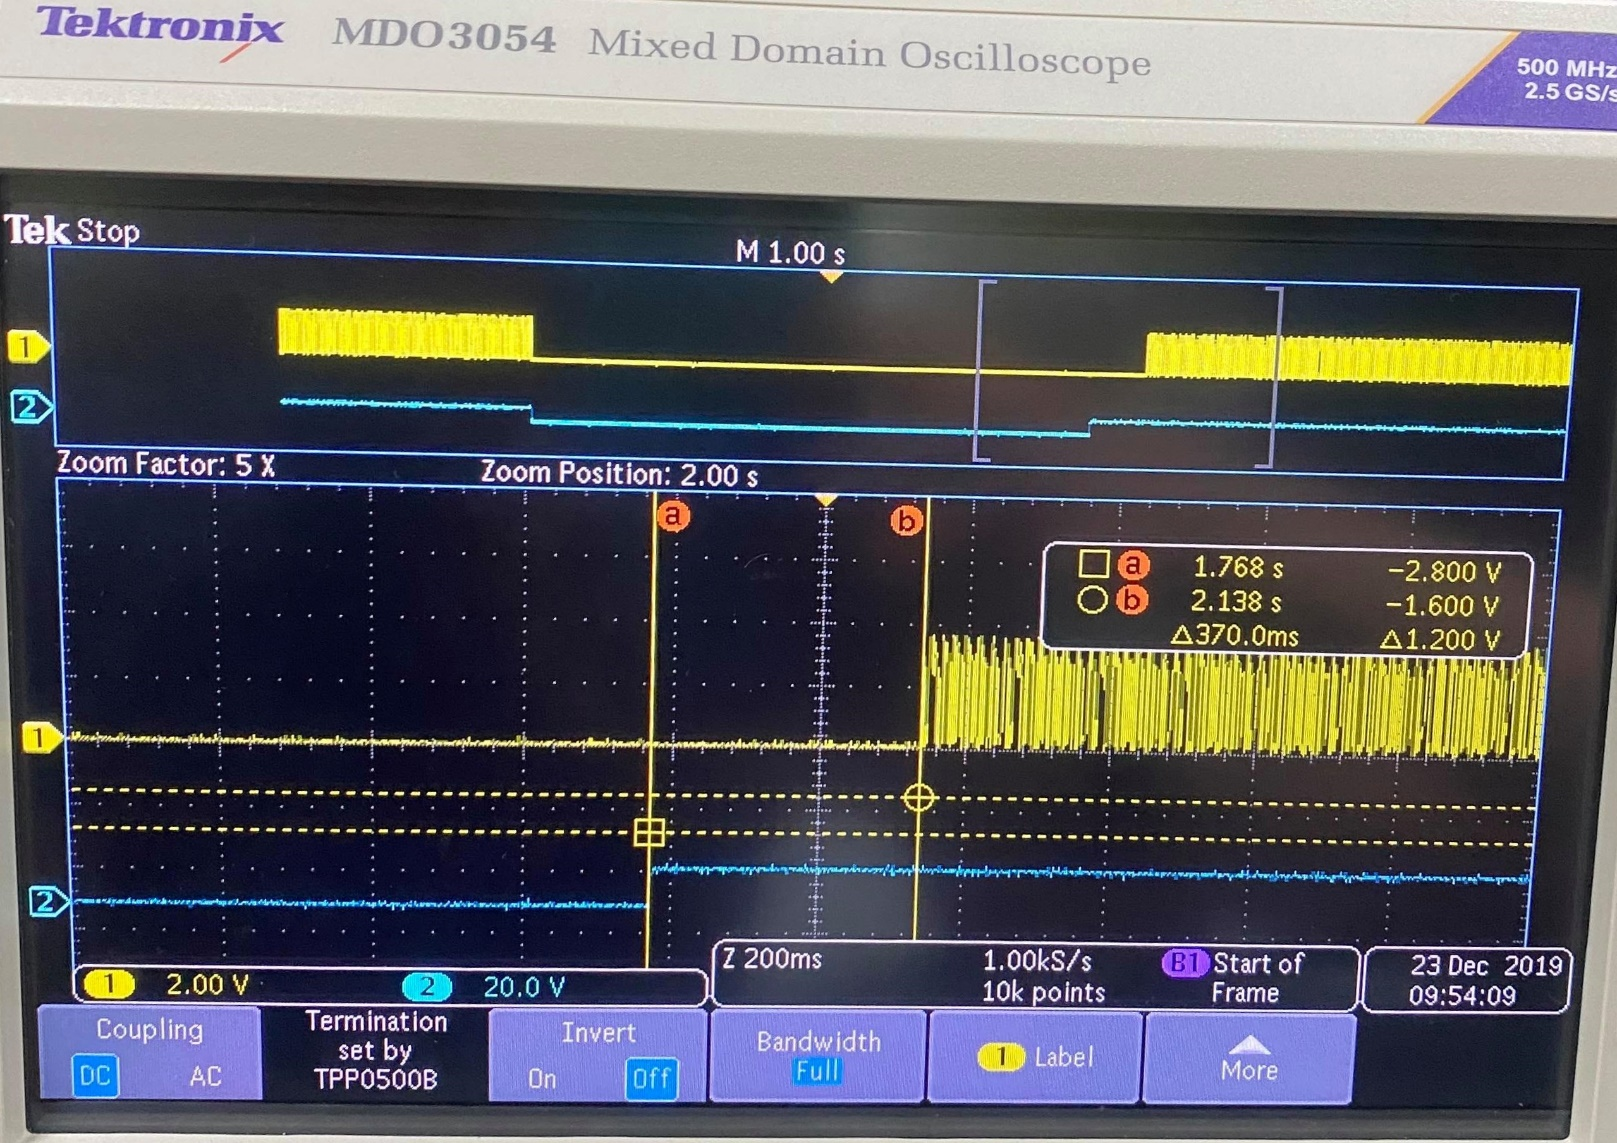 Tektronix MDO3054 Mixed Domain Oscilloscope
500 MHz
2.5 GS/s
Tek Stop
M 1.00 s
1
2
Zoom Factor: 5 X Zoom Position: 2.00 s
a b
a 1.768 s -2.800 V
b 2.138 s -1.600 V
Δ370.0ms Δ1.200 V
1
2
1 2.00 V 2 20.0 V
Z 200ms 1.00kS/s B1 Start of
10k points Frame
23 Dec 2019
09:54:09
Coupling
DC AC
Termination
set by
TPP0500B
Invert
On Off
Bandwidth
Full
1 Label
More